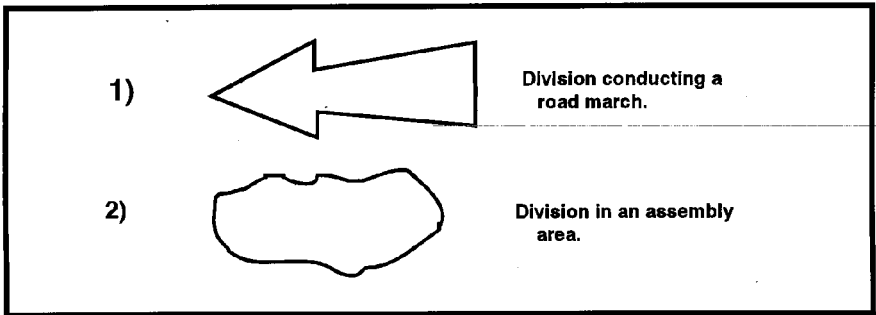 1) Division conducting a
road march.
2) Division in an assembly
area.